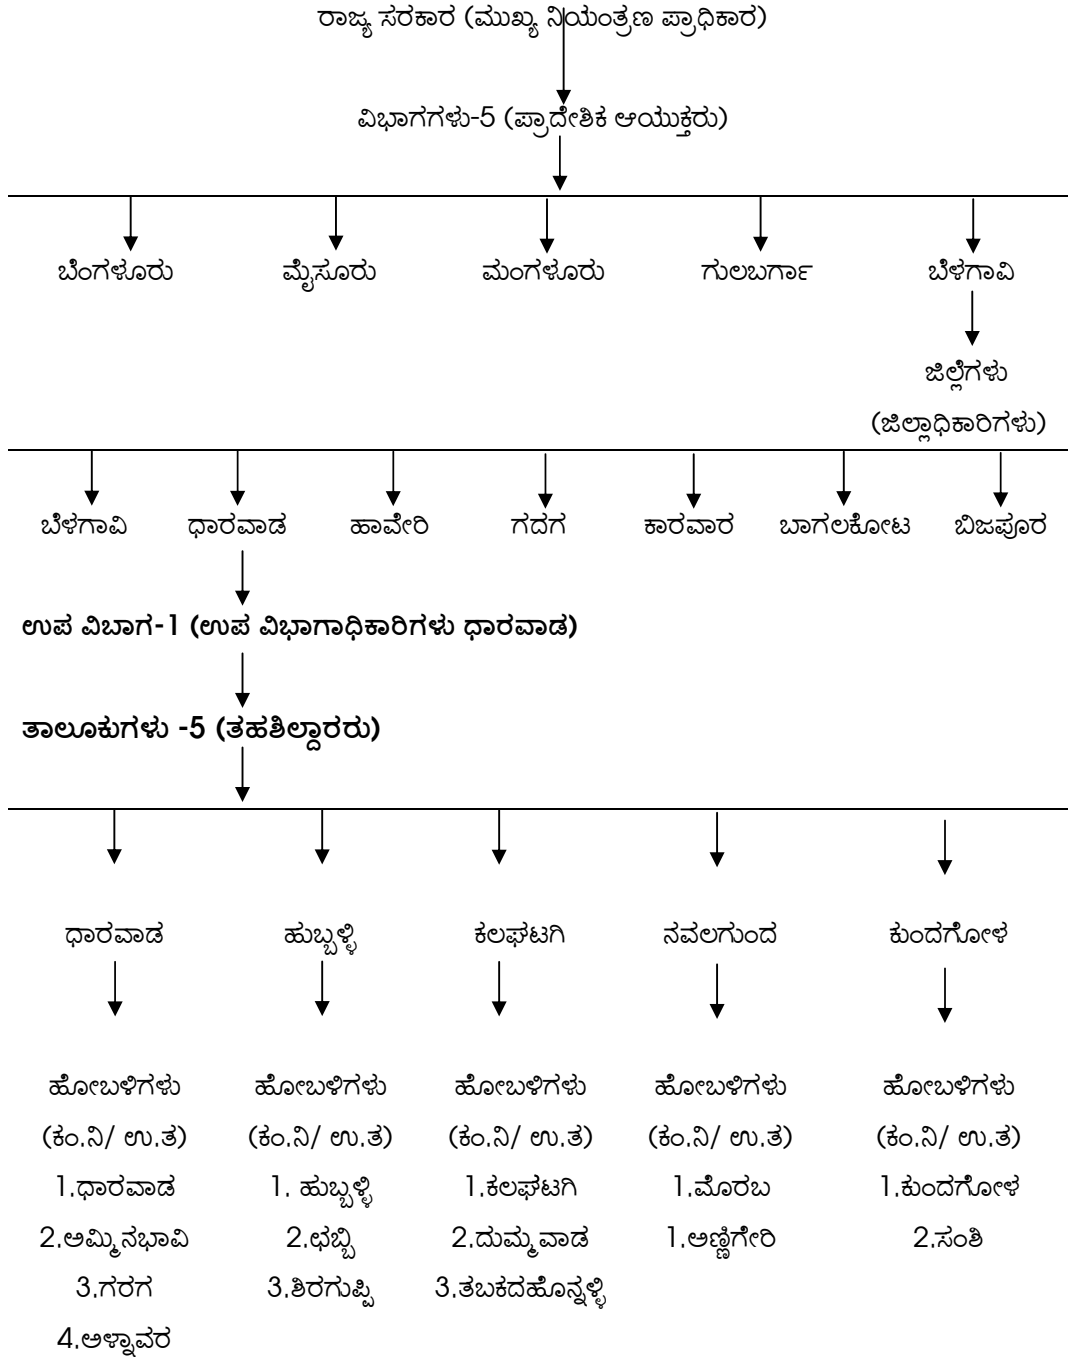 ರಾಜ್ಯ ಸರಕಾರ (ಮುಖ್ಯ ನಿಯಂತ್ರಣ ಪ್ರಾಧಿಕಾರ)
ವಿಭಾಗಗಳು-5 (ಪ್ರಾದೇಶಿಕ ಆಯುಕ್ತರು)
ಬೆಂಗಳೂರು ಮೈಸೂರು ಮಂಗಳೂರು ಗುಲಬರ್ಗಾ ಬೆಳಗಾವಿ
ಜಿಲ್ಲೆಗಳು
(ಜಿಲ್ಲಾಧಿಕಾರಿಗಳು)
ಬೆಳಗಾವಿ ಧಾರವಾಡ ಹಾವೇರಿ ಗದಗ ಕಾರವಾರ ಬಾಗಲಕೋಟ ಬಿಜಪೂರ
ಉಪ ವಿಬಾಗ-1 (ಉಪ ವಿಭಾಗಾಧಿಕಾರಿಗಳು ಧಾರವಾಡ)
ತಾಲೂಕುಗಳು -5 (ತಹಶಿಲ್ದಾರರು)
ಧಾರವಾಡ ಹುಬ್ಬಳ್ಳಿ ಕಲಘಟಗಿ ನವಲಗುಂದ ಕುಂದಗೋಳ
ಹೋಬಳಿಗಳು ಹೋಬಳಿಗಳು ಹೋಬಳಿಗಳು ಹೋಬಳಿಗಳು ಹೋಬಳಿಗಳು
(ಕಂ.ನಿ/ ಉ.ತ) (ಕಂ.ನಿ/ ಉ.ತ) (ಕಂ.ನಿ/ ಉ.ತ) (ಕಂ.ನಿ/ ಉ.ತ) (ಕಂ.ನಿ/ ಉ.ತ)
1.ಧಾರವಾಡ 1. ಹುಬ್ಬಳ್ಳಿ 1.ಕಲಘಟಗಿ 1.ಮೊರಬ 1.ಕುಂದಗೋಳ
2.ಅಮ್ಮಿನಭಾವಿ 2.ಛಬ್ಬಿ 2.ದುಮ್ಮವಾಡ 1.ಅಣ್ಣಿಗೇರಿ 2.ಸಂಶಿ
3.ಗರಗ 3.ಶಿರಗುಪ್ಪಿ 3.ತಬಕದಹೊನ್ನಳ್ಳಿ
4.ಅಳ್ನಾವರ